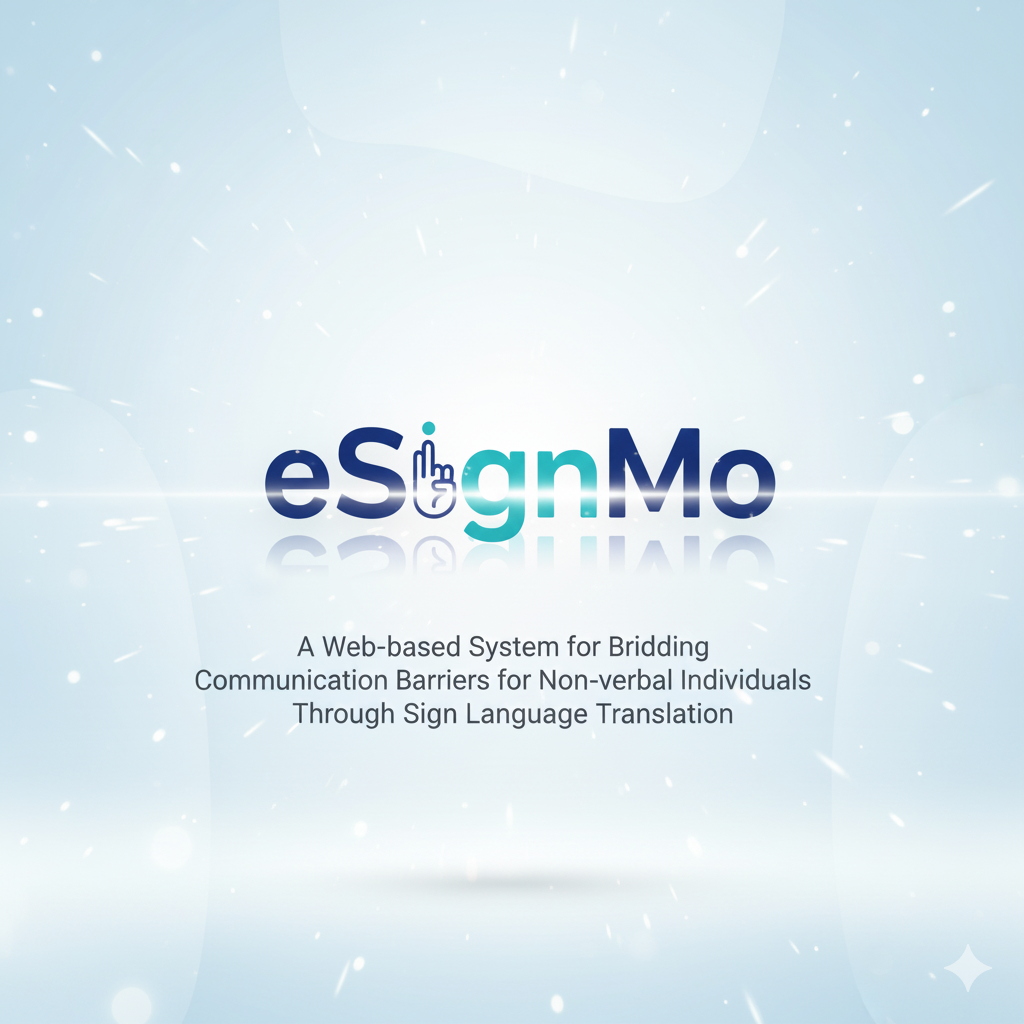 eSignMo
A Web-based System for Bridding
Communication Barriers for Non-verbal Individuals
Through Sign Language Translation